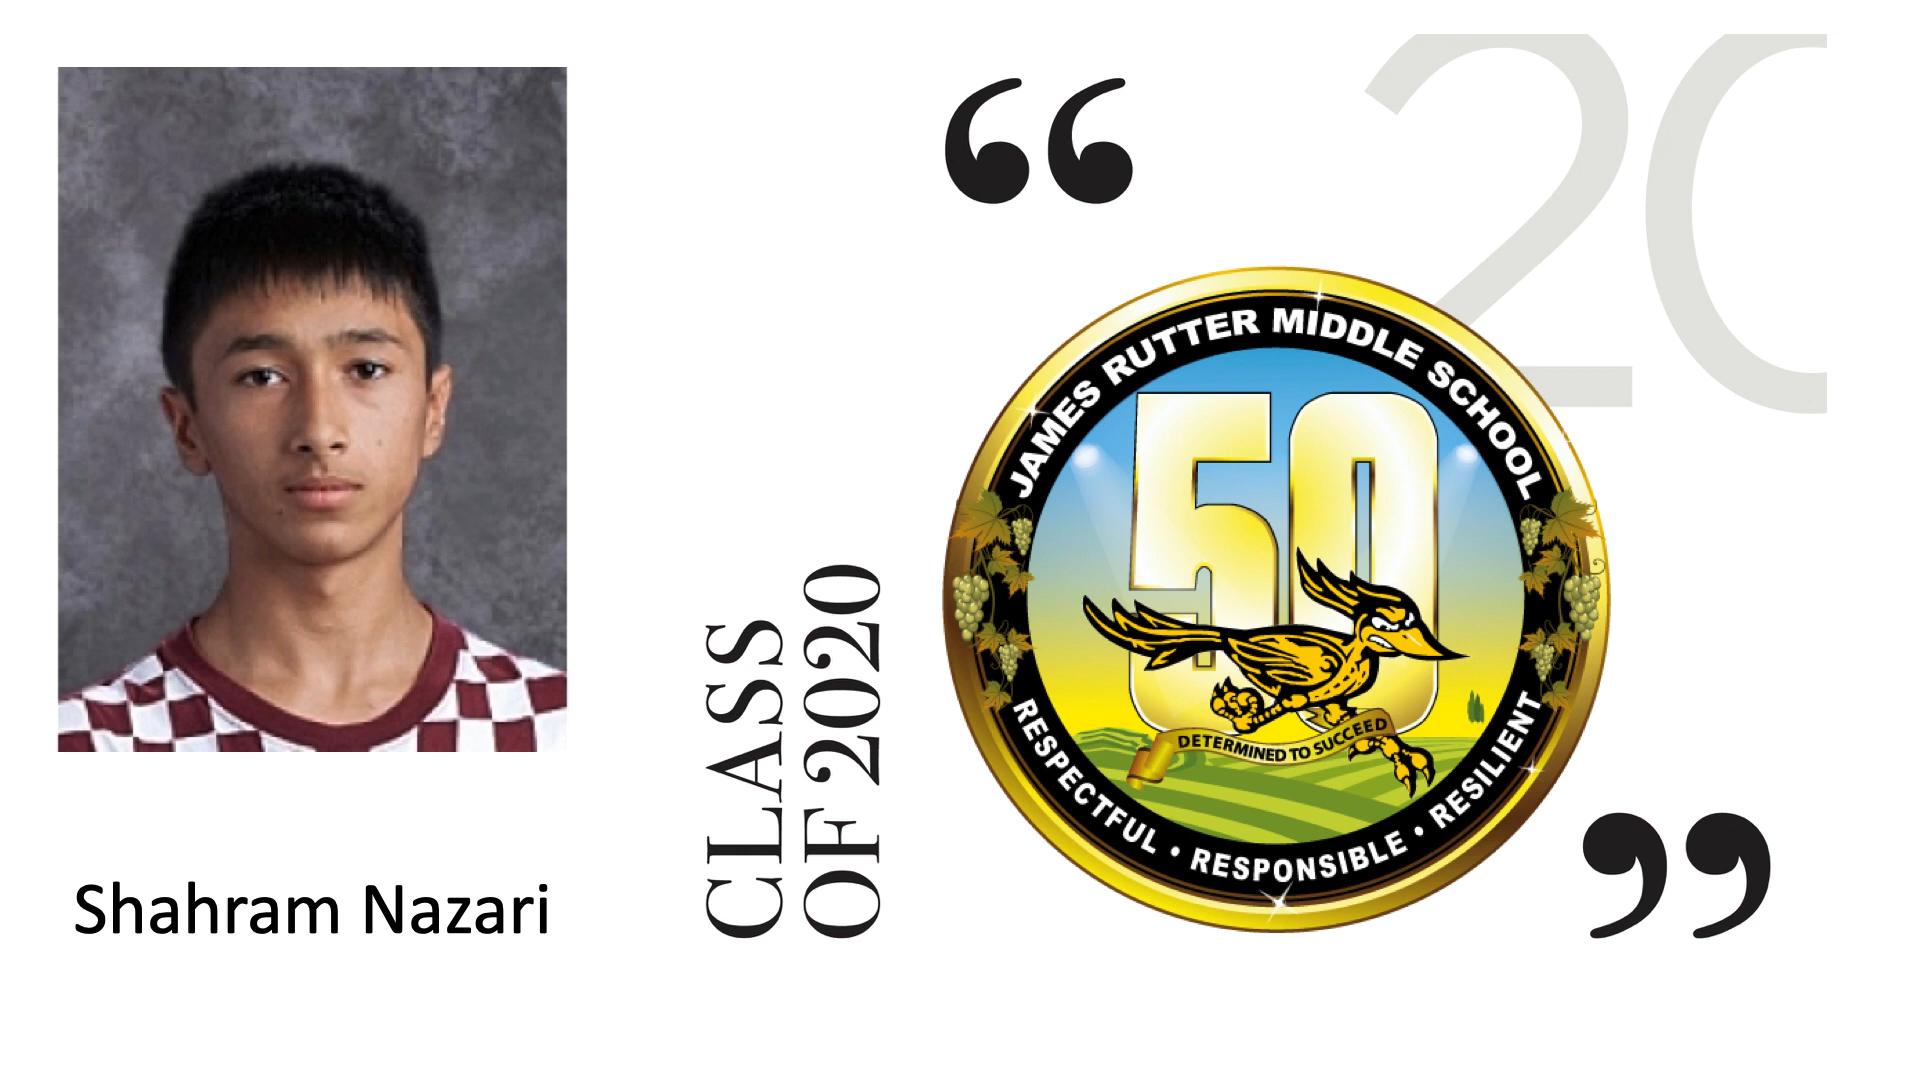 Shahram Nazari
CLASS
OF 2020
“
20
JAMES RUTTER MIDDLE SCHOOL
50
DETERMINED TO SUCCEED
RESPECTFUL • RESPONSIBLE • RESILIENT
”